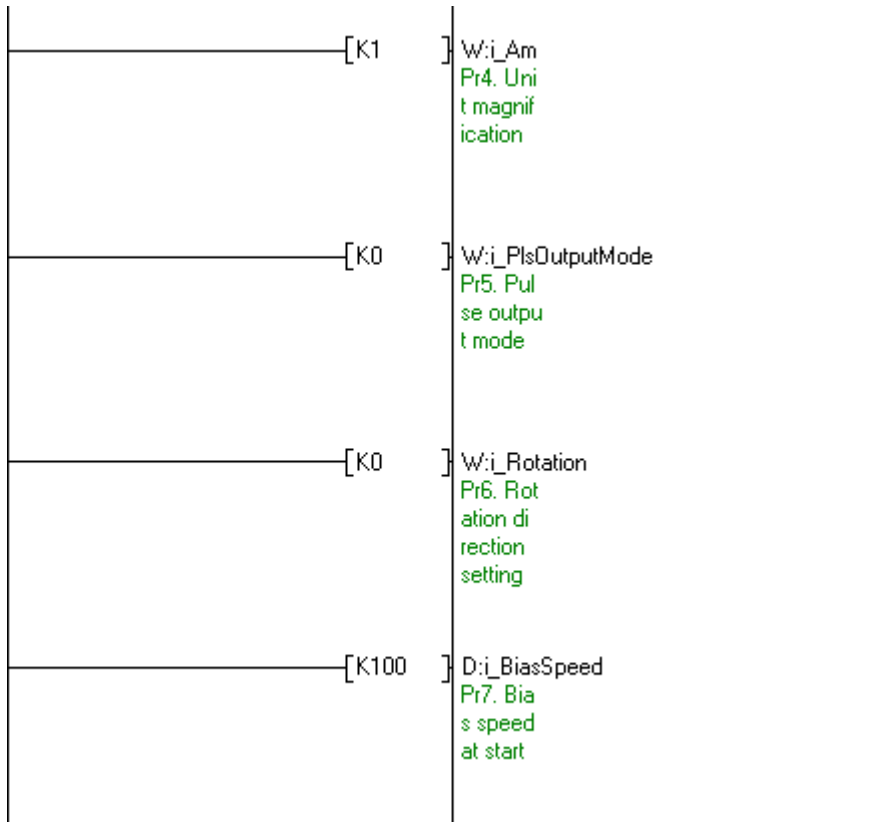 [K1 ] W:i_Am
Pr4. Uni
t magnif
ication
[K0 ] W:i_PlsOutputMode
Pr5. Pul
se outpu
t mode
[K0 ] W:i_Rotation
Pr6. Rot
ation di
rection
setting
[K100 ] D:i_BiasSpeed
Pr7. Bia
s speed
at start